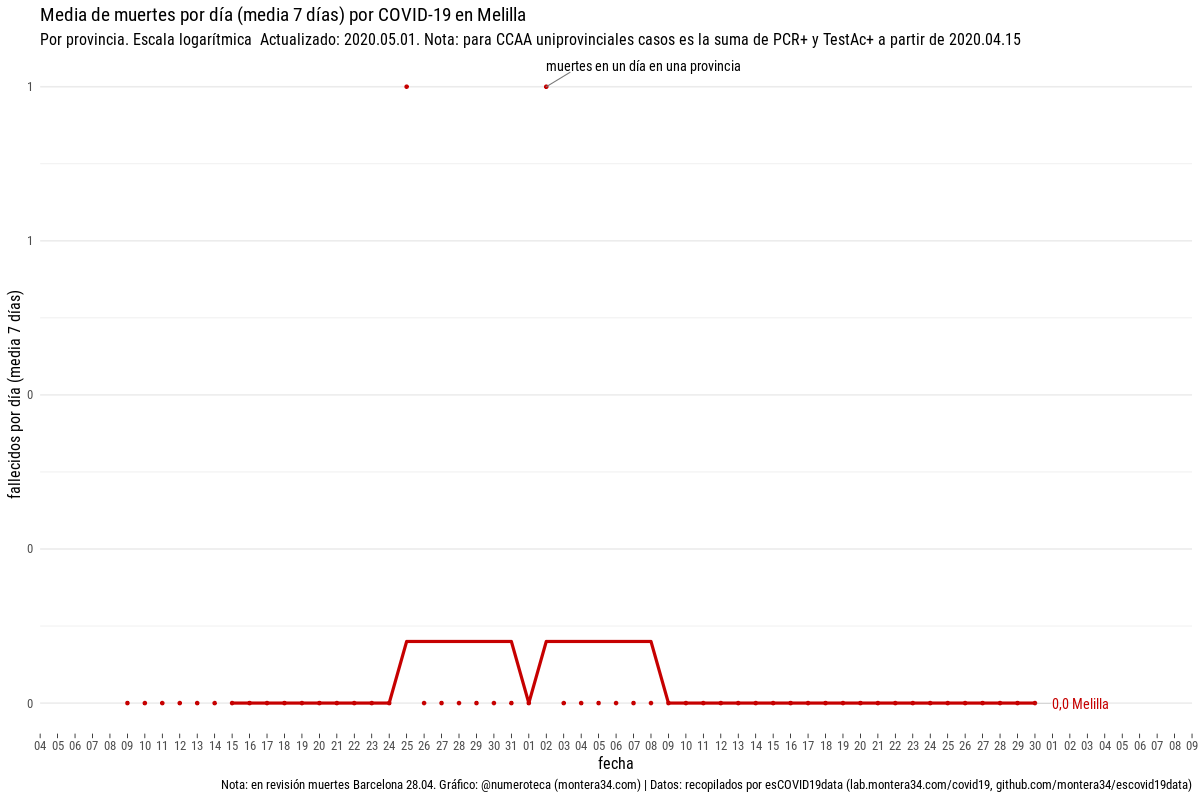 Media de muertes por día (media 7 días) por COVID-19 en Melilla
Por provincia. Escala logarítmica  Actualizado: 2020.05.01. Nota: para CCAA uniprovinciales casos es la suma de PCR+ y TestAc+ a partir de 2020.04.15
muertes en un día en una provincia
1
1
0
0
0
fallecidos por día (media 7 días)
0,0 Melilla
04 05 06 07 08 09 10 11 12 13 14 15 16 17 18 19 20 21 22 23 24 25 26 27 28 29 30 31 01 02 03 04 05 06 07 08 09 10 11 12 13 14 15 16 17 18 19 20 21 22 23 24 25 26 27 28 29 30 01 02 03 04 05 06 07 08 09
fecha
Nota: en revisión muertes Barcelona 28.04. Gráfico: @numeroteca (montera34.com) | Datos: recopilados por esCOVID19data (lab.montera34.com/covid19, github.com/montera34/escovid19data)